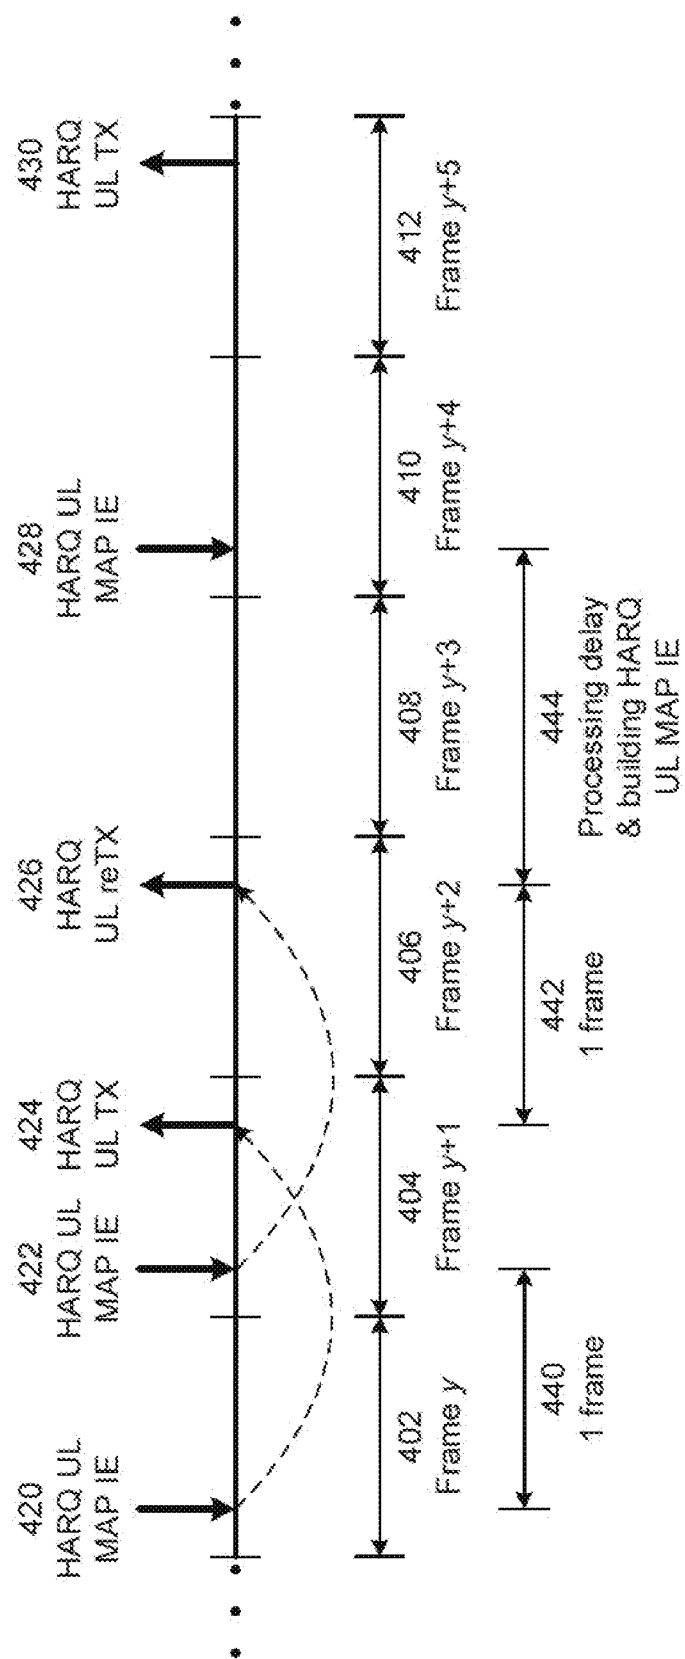 420
HARQ UL
MAP IE
422
HARQ UL
MAP IE
424
HARQ
UL TX
426
HARQ
UL reTX
428
HARQ UL
MAP IE
430
HARQ
UL TX
402
Frame y
404
Frame y+1
406
Frame y+2
408
Frame y+3
410
Frame y+4
412
Frame y+5
440
1 frame
442
1 frame
444
Processing delay
& building HARQ
UL MAP IE